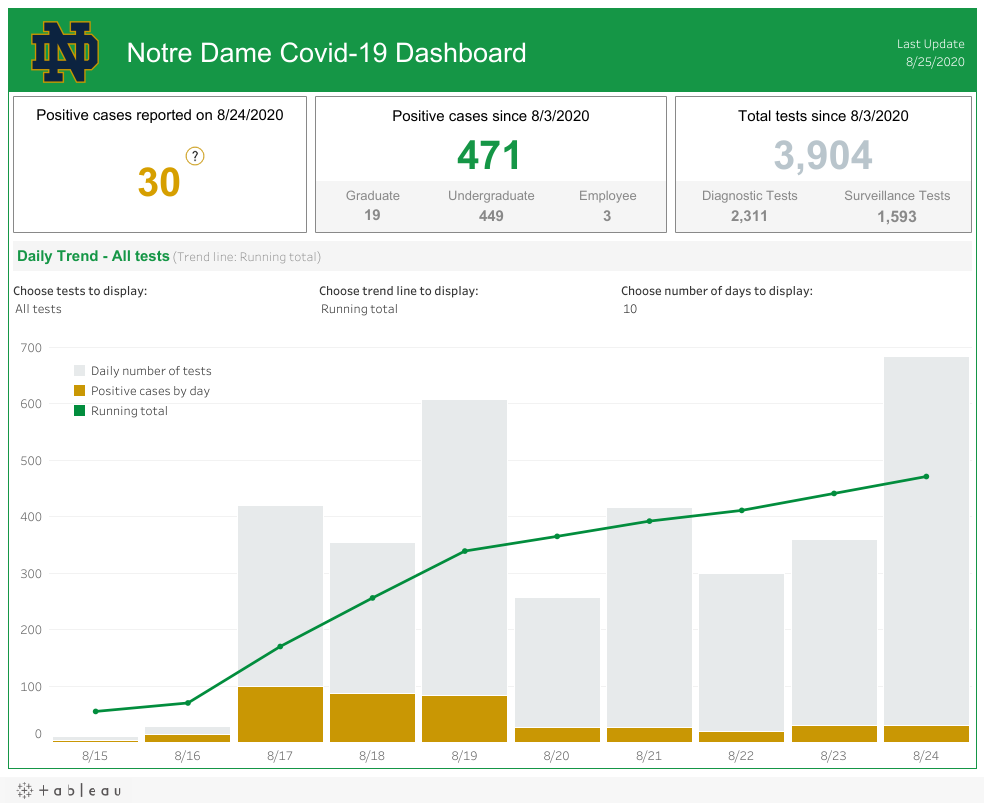 ND
Notre Dame Covid-19 Dashboard
Last Update
8/25/2020
Positive cases reported on 8/24/2020
?
30
Positive cases since 8/3/2020
471
Graduate Undergraduate Employee
19 449 3
Total tests since 8/3/2020
3,904
Diagnostic Tests Surveillance Tests
2,311 1,593
Daily Trend - All tests (Trend line: Running total)
Choose tests to display: Choose trend line to display: Choose number of days to display:
All tests Running total 10
700
Daily number of tests
Positive cases by day
600
Running total
500
400
300
200
100
0
8/15 8/16 8/17 8/18 8/19 8/20 8/21 8/22 8/23 8/24
+ a b l e a u